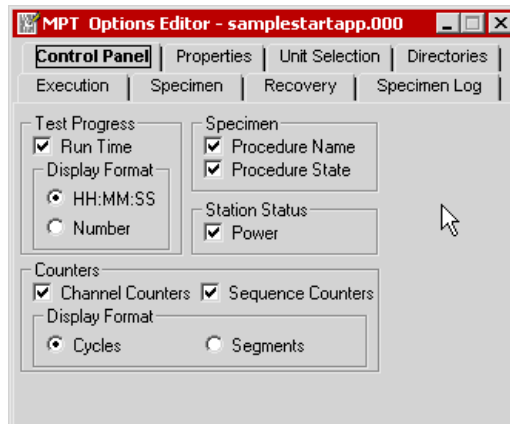 MPT Options Editor - samplestartapp.000
Control Panel Properties Unit Selection Directories
Execution Specimen Recovery Specimen Log
Test Progress
Run Time
Display Format
HH:MM:SS
Number
Specimen
Procedure Name
Procedure State
Station Status
Power
Counters
Channel Counters Sequence Counters
Display Format
Cycles Segments